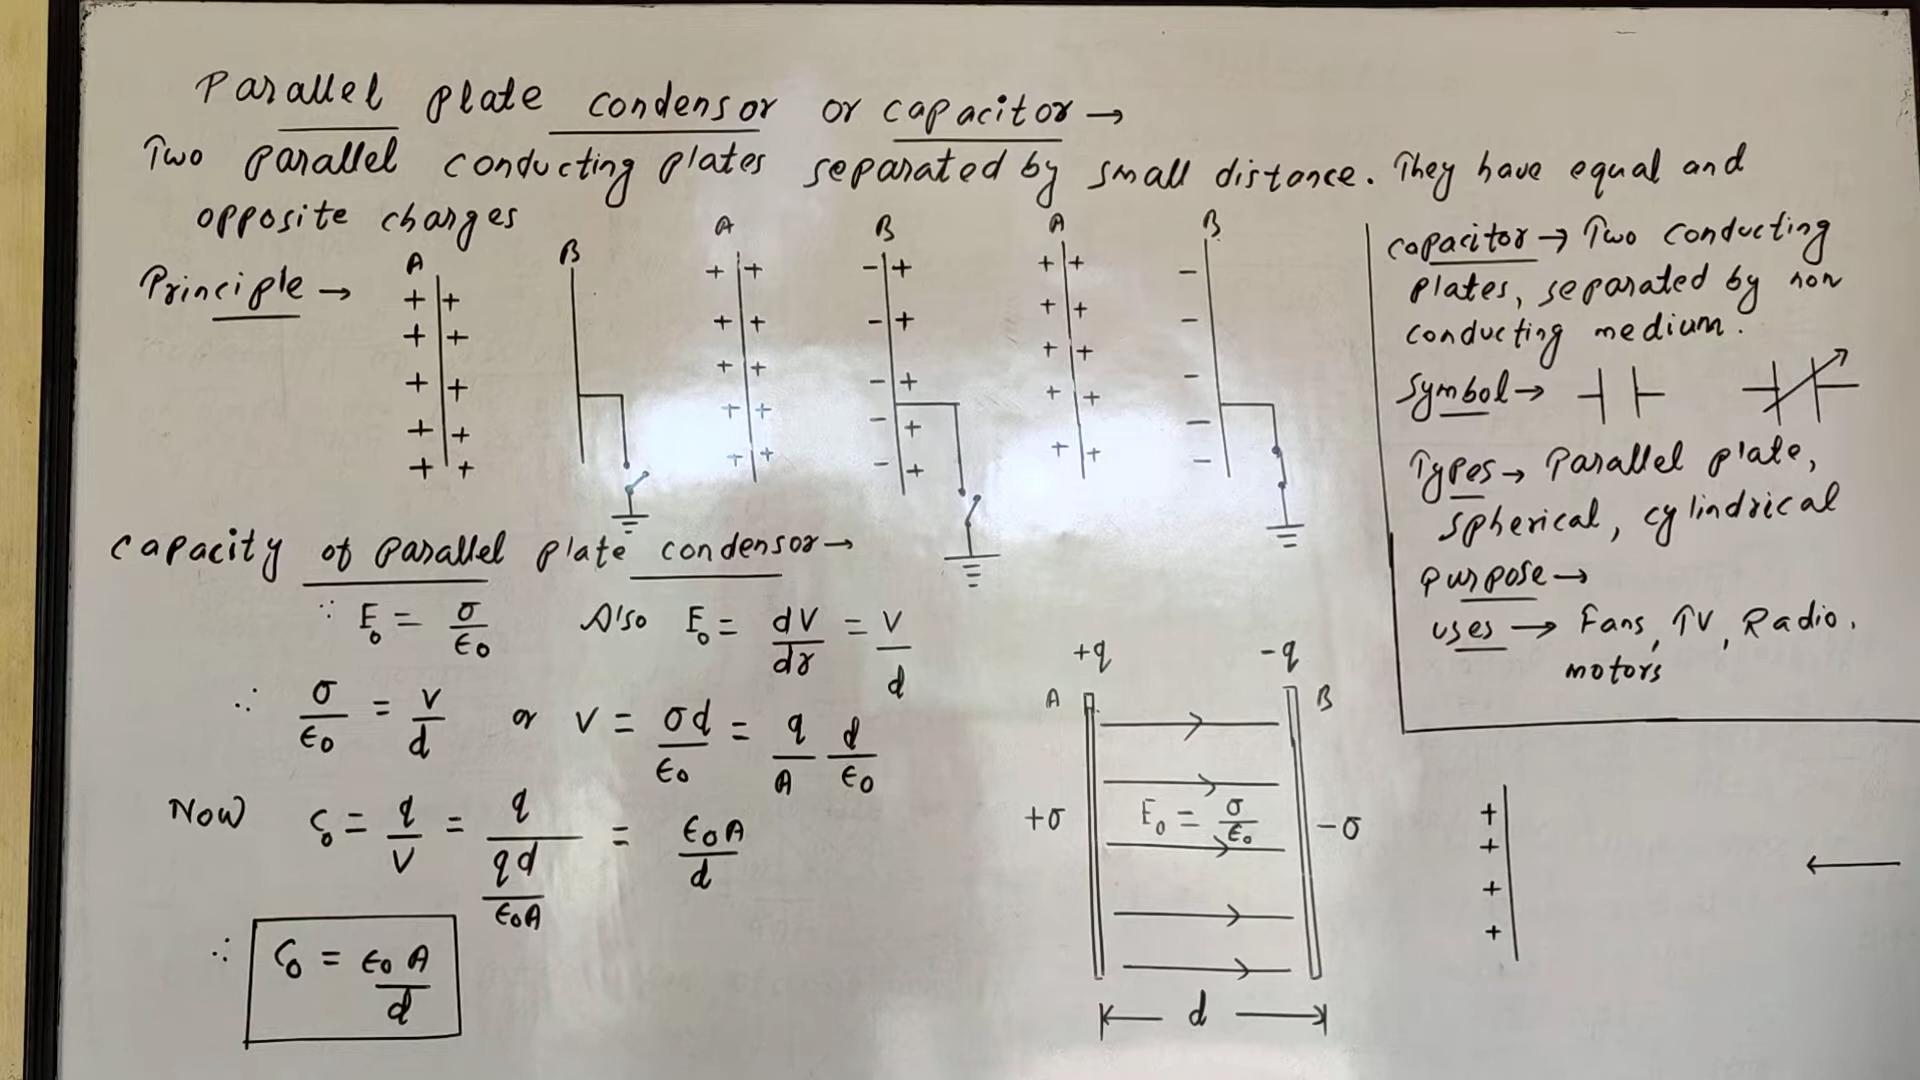 Parallel plate condensor or capacitor →
Two parallel conducting plates separated by small distance. They have equal and
opposite charges
Principle →
A B A B A B
+ + + + - + + + -
+ + + + - + + + -
+ + + + - + + + -
+ + + + - + + + -
+ + + + - + + + -
capacity of parallel plate condensor →
∵ E₀ = σ/ϵ₀ Also E₀ = dV/dr = V/d
∴ σ/ϵ₀ = V/d or V = σd/ϵ₀ = q/A d/ϵ₀
Now C₀ = q/V = q/(qd/ϵ₀A) = ϵ₀A/d
∴ C₀ = ϵ₀A/d
capacitor → Two conducting
plates, separated by non
conducting medium.
Symbol →
Types → Parallel plate,
spherical, cylindrical
purpose →
uses → Fans, TV, Radio.
motors
+q -q
A B
+σ E₀ = σ/ϵ₀ -σ
d
+
+
+
+